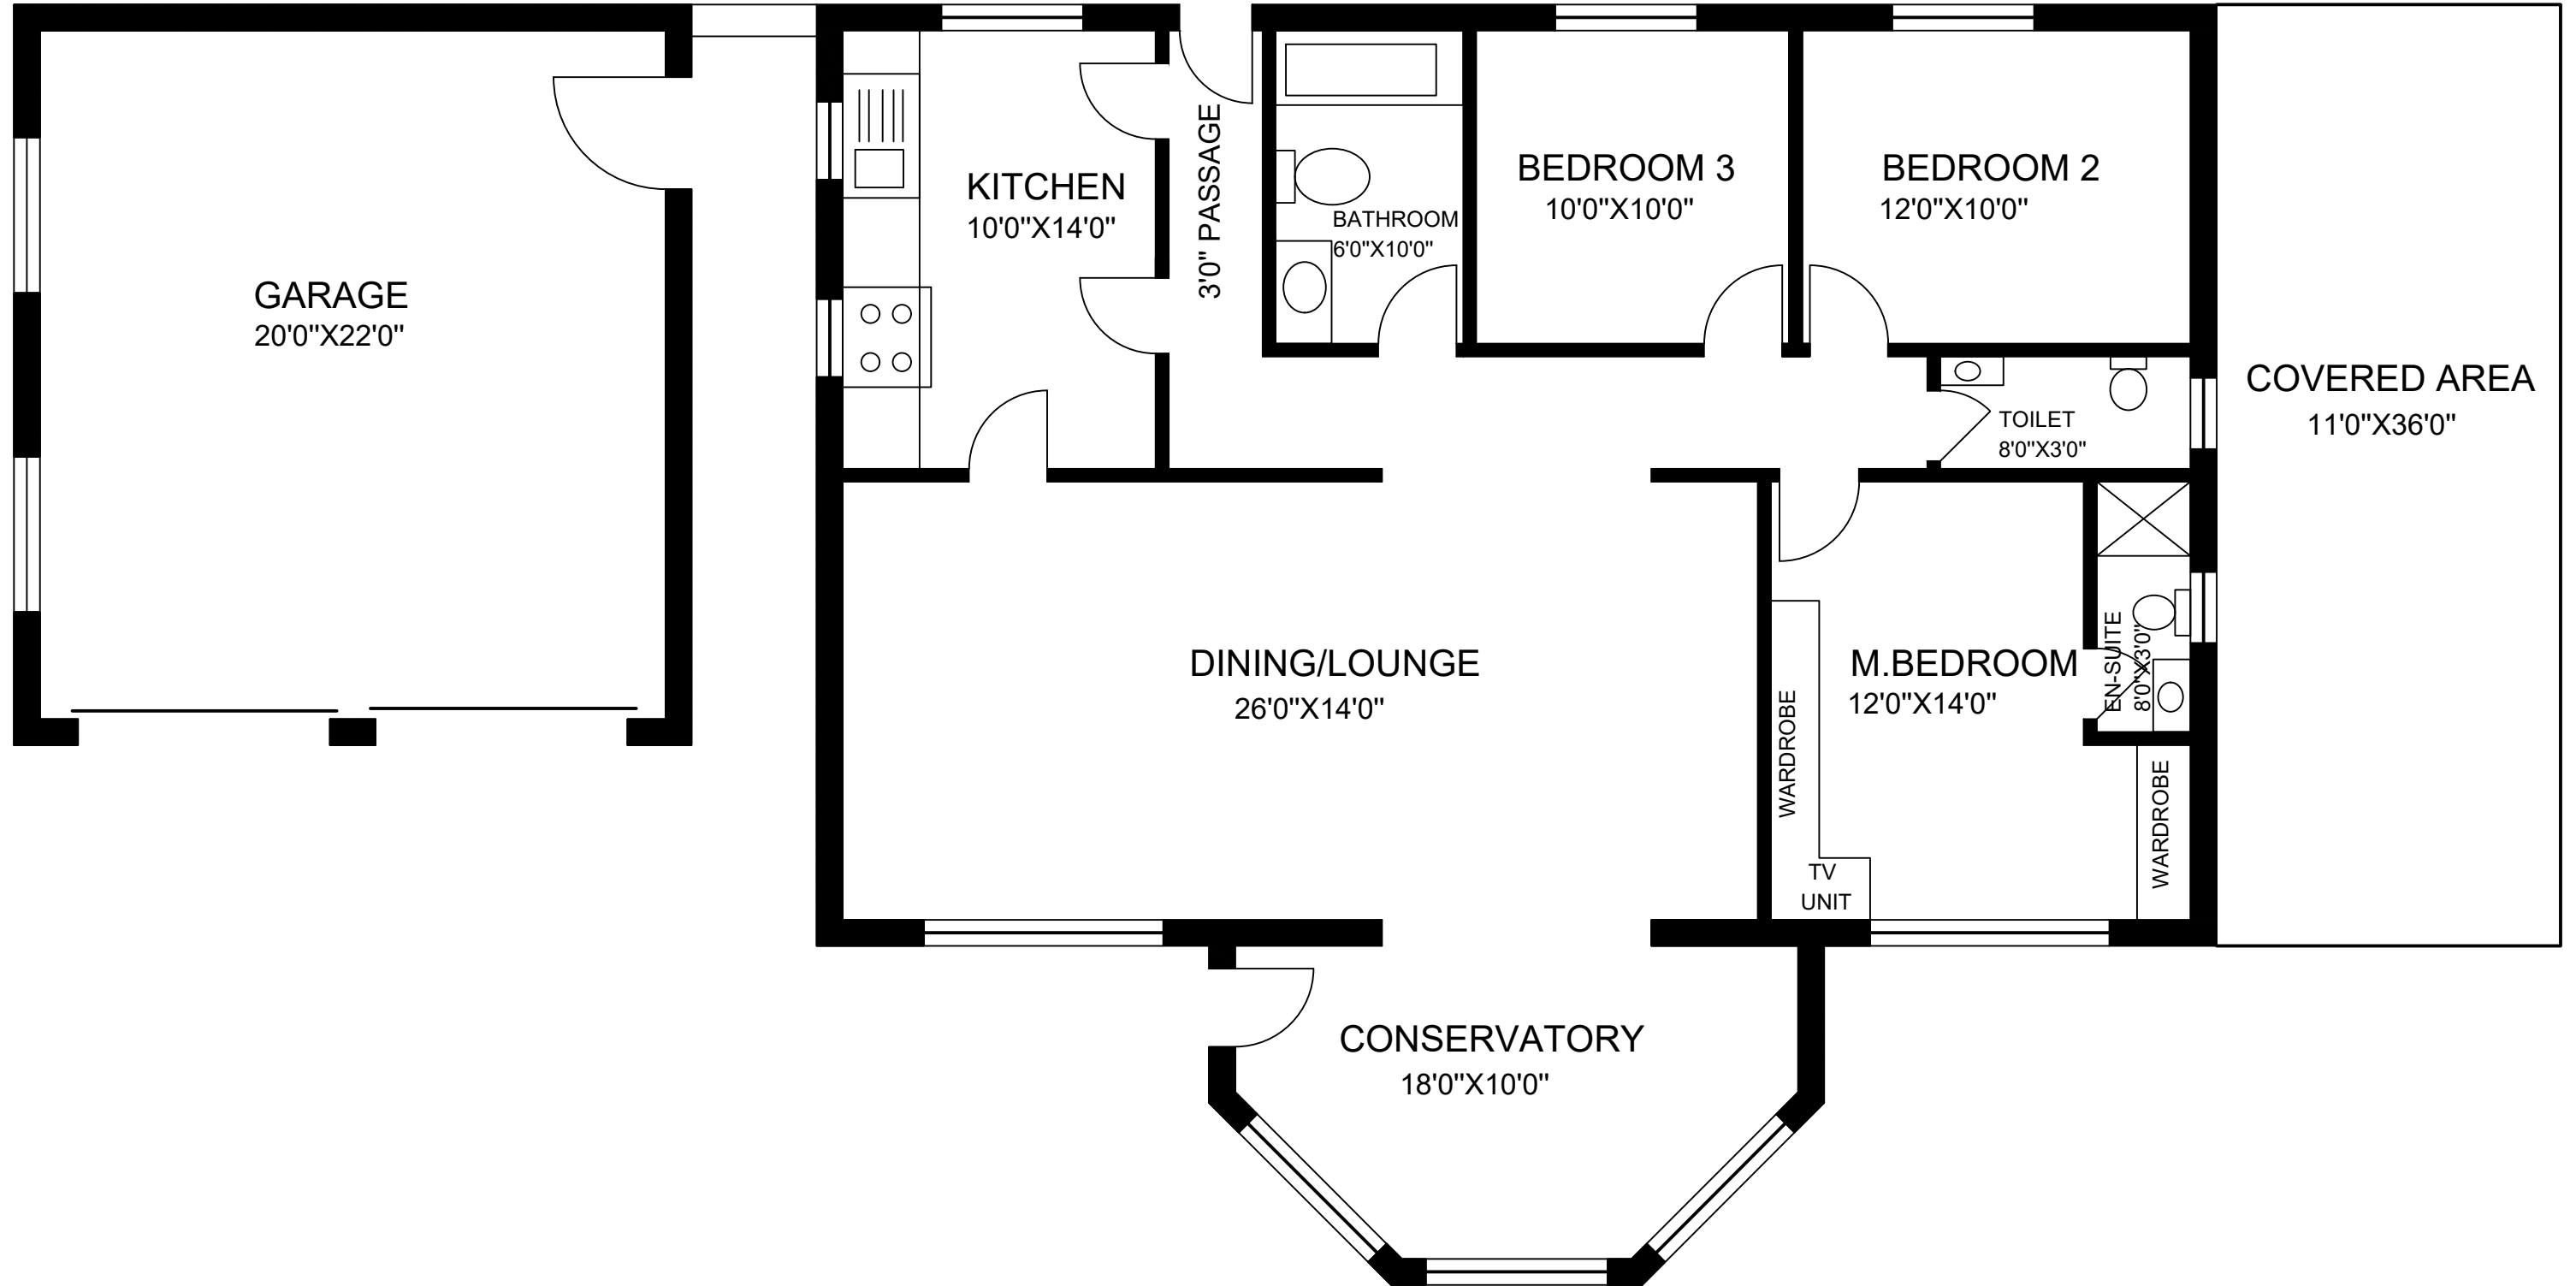 GARAGE
20'0"X22'0"
KITCHEN
10'0"X14'0"
3'0" PASSAGE
BATHROOM
6'0"X10'0"
BEDROOM 3
10'0"X10'0"
BEDROOM 2
12'0"X10'0"
TOILET
8'0"X3'0"
COVERED AREA
11'0"X36'0"
DINING/LOUNGE
26'0"X14'0"
M.BEDROOM
12'0"X14'0"
EN-SUITE
8'0"X3'0"
WARDROBE
TV
UNIT
WARDROBE
CONSERVATORY
18'0"X10'0"